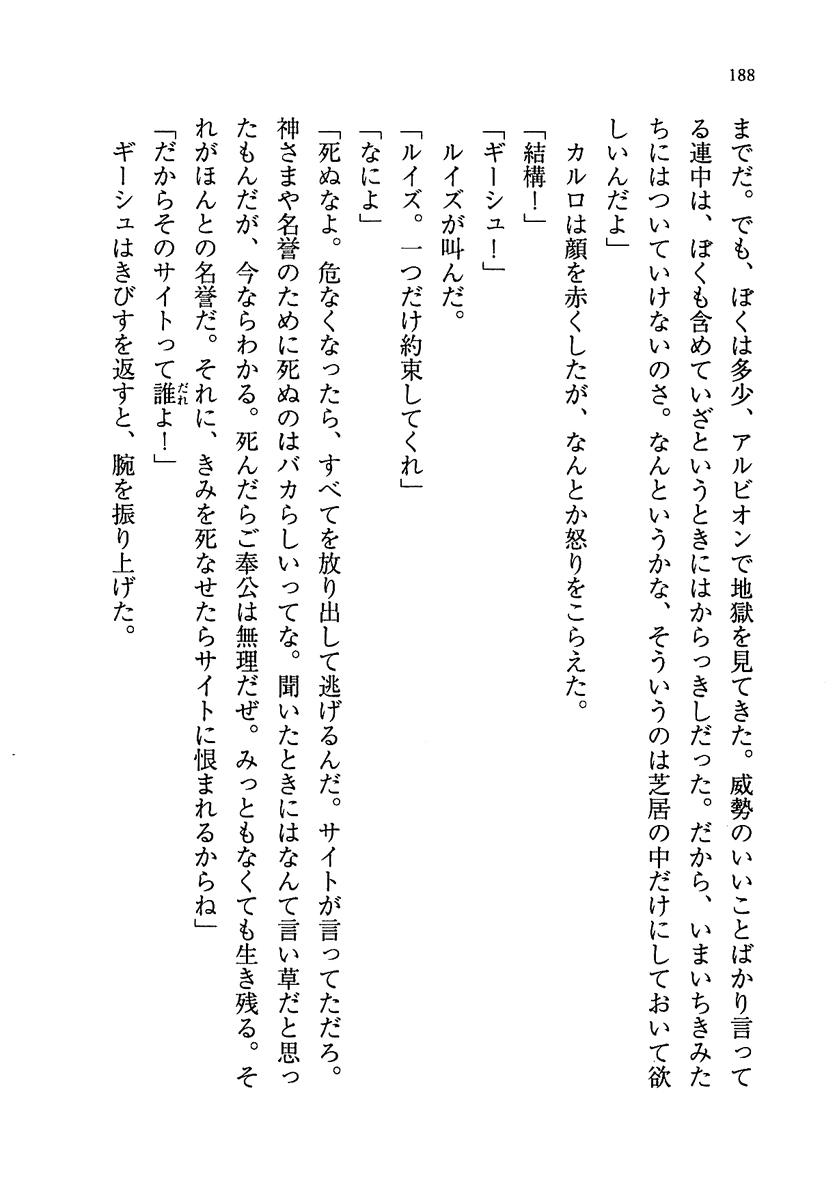 188
までだ。でも、ぼくは多少、アルビオンで地獄を見てきた。威勢のいいことばかり言って
る連中は、ぼくも含めていざというときにはからっきしだった。だから、いまいちきみた
ちにはついていけないのさ。なんというかな、そういうのは芝居の中だけにしておいて欲
しいんだよ」
カルロは顔を赤くしたが、なんとか怒りをこらえた。
「結構！」
「ギーシュ！」
ルイズが叫んだ。
「ルイズ。一つだけ約束してくれ」
「なによ」
「死ぬなよ。危なくなったら、すべてを放り出して逃げるんだ。サイトが言ってただろ。
神さまや名誉のために死ぬのはバカらしいってな。聞いたときにはなんて言い草だと思っ
たもんだが、今ならわかる。死んだらご奉公は無理だぜ。みっともなくても生き残る。そ
れがほんとの名誉だ。それに、きみを死なせたらサイトに恨まれるからね」
「だからそのサイトって誰よ！」
だれ
ギーシュはきびすを返すと、腕を振り上げた。